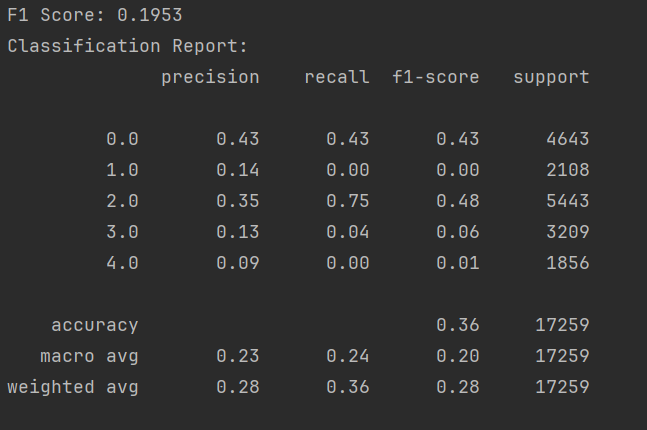 F1 Score: 0.1953
Classification Report:
precision recall f1-score support
0.0 0.43 0.43 0.43 4643
1.0 0.14 0.00 0.00 2108
2.0 0.35 0.75 0.48 5443
3.0 0.13 0.04 0.06 3209
4.0 0.09 0.00 0.01 1856
accuracy 0.36 17259
macro avg 0.23 0.24 0.20 17259
weighted avg 0.28 0.36 0.28 17259